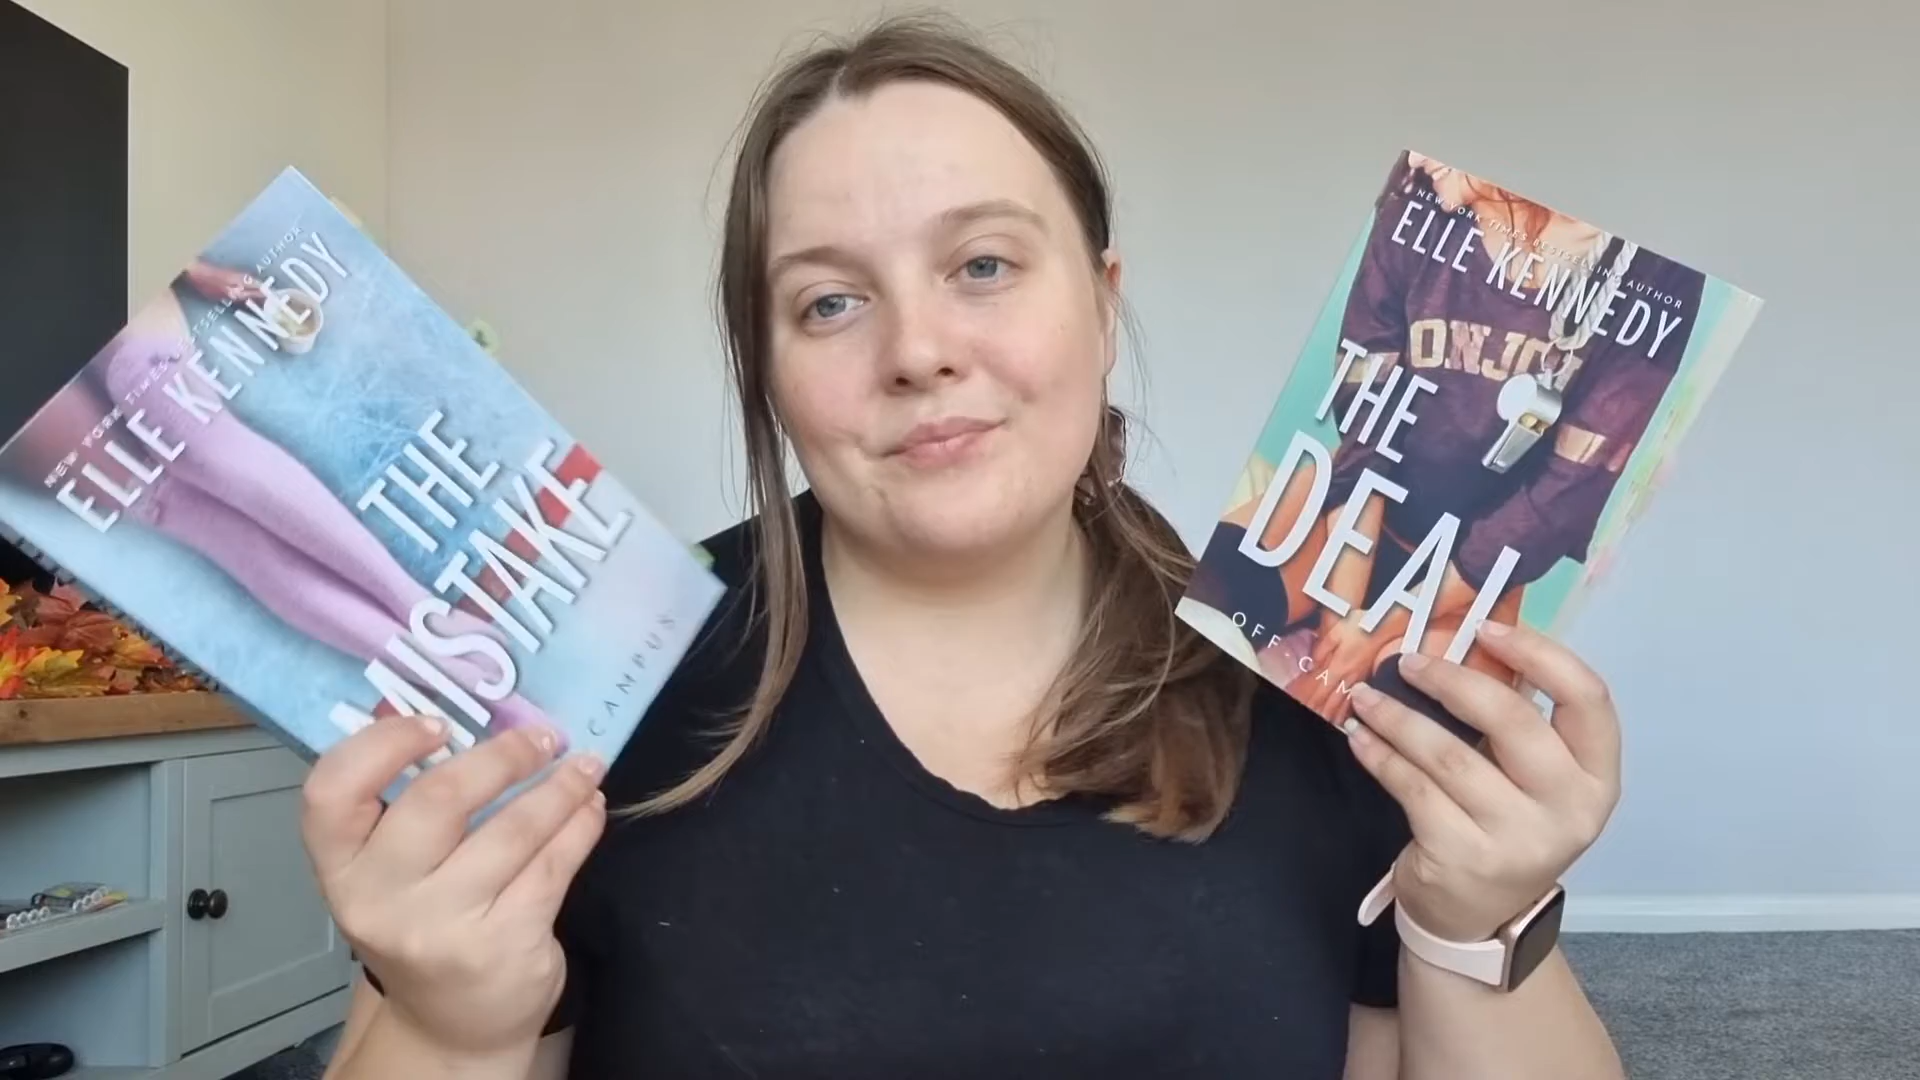 NEW YORK TIMES BESTSELLING AUTHOR
ELLE KENNEDY
THE
MISTAKE
CAMPUS
NEW YORK TIMES BESTSELLING AUTHOR
ELLE KENNEDY
THE
DEAL
OFF-CAM